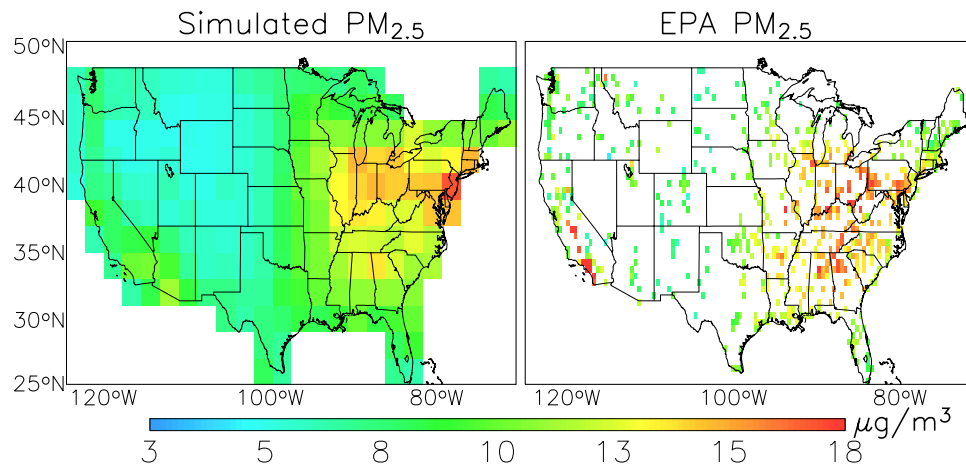 Simulated PM2.5
EPA PM2.5
50°N
45°N
40°N
35°N
30°N
25°N
120°W 100°W 80°W
120°W 100°W 80°W
3 5 8 10 13 15 18 μg/m³